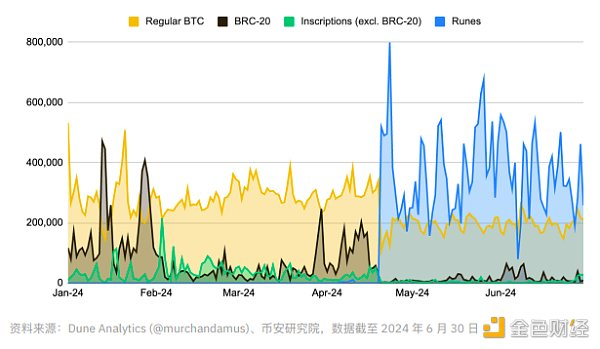 Regular BTC BRC-20 Inscriptions (excl. BRC-20) Runes
800,000
600,000
400,000
200,000
0
Jan-24 Feb-24 Mar-24 Apr-24 May-24 Jun-24
资料来源：Dune Analytics (@murchandamus)、币安研究院，数据截至 2024 年 6 月 30 日
金色财经